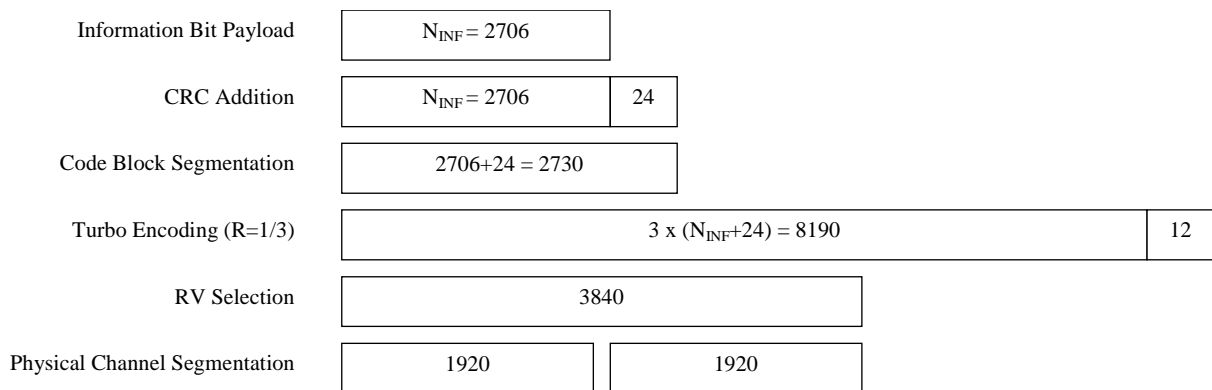 Information Bit Payload N_INF = 2706
CRC Addition N_INF = 2706 24
Code Block Segmentation 2706+24 = 2730
Turbo Encoding (R=1/3) 3 x (N_INF+24) = 8190 12
RV Selection 3840
Physical Channel Segmentation 1920 1920